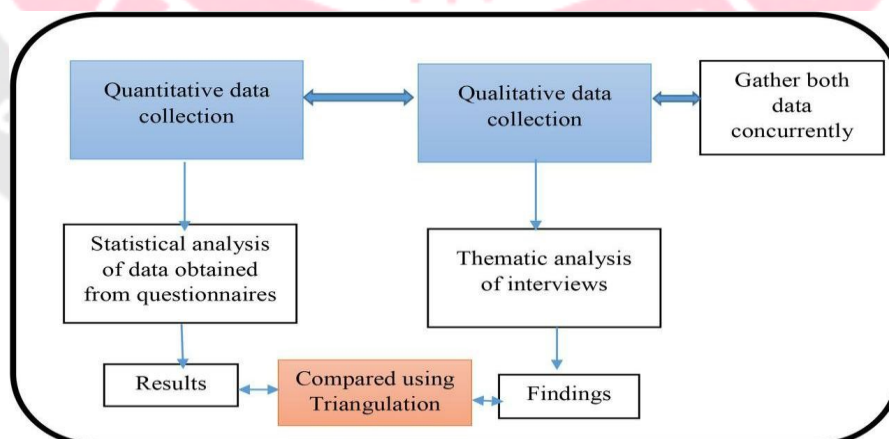 Quantitative data
collection
Qualitative data
collection
Gather both
data
concurrently
Statistical analysis
of data obtained
from questionnaires
Thematic analysis
of interviews
Results
Compared using
Triangulation
Findings